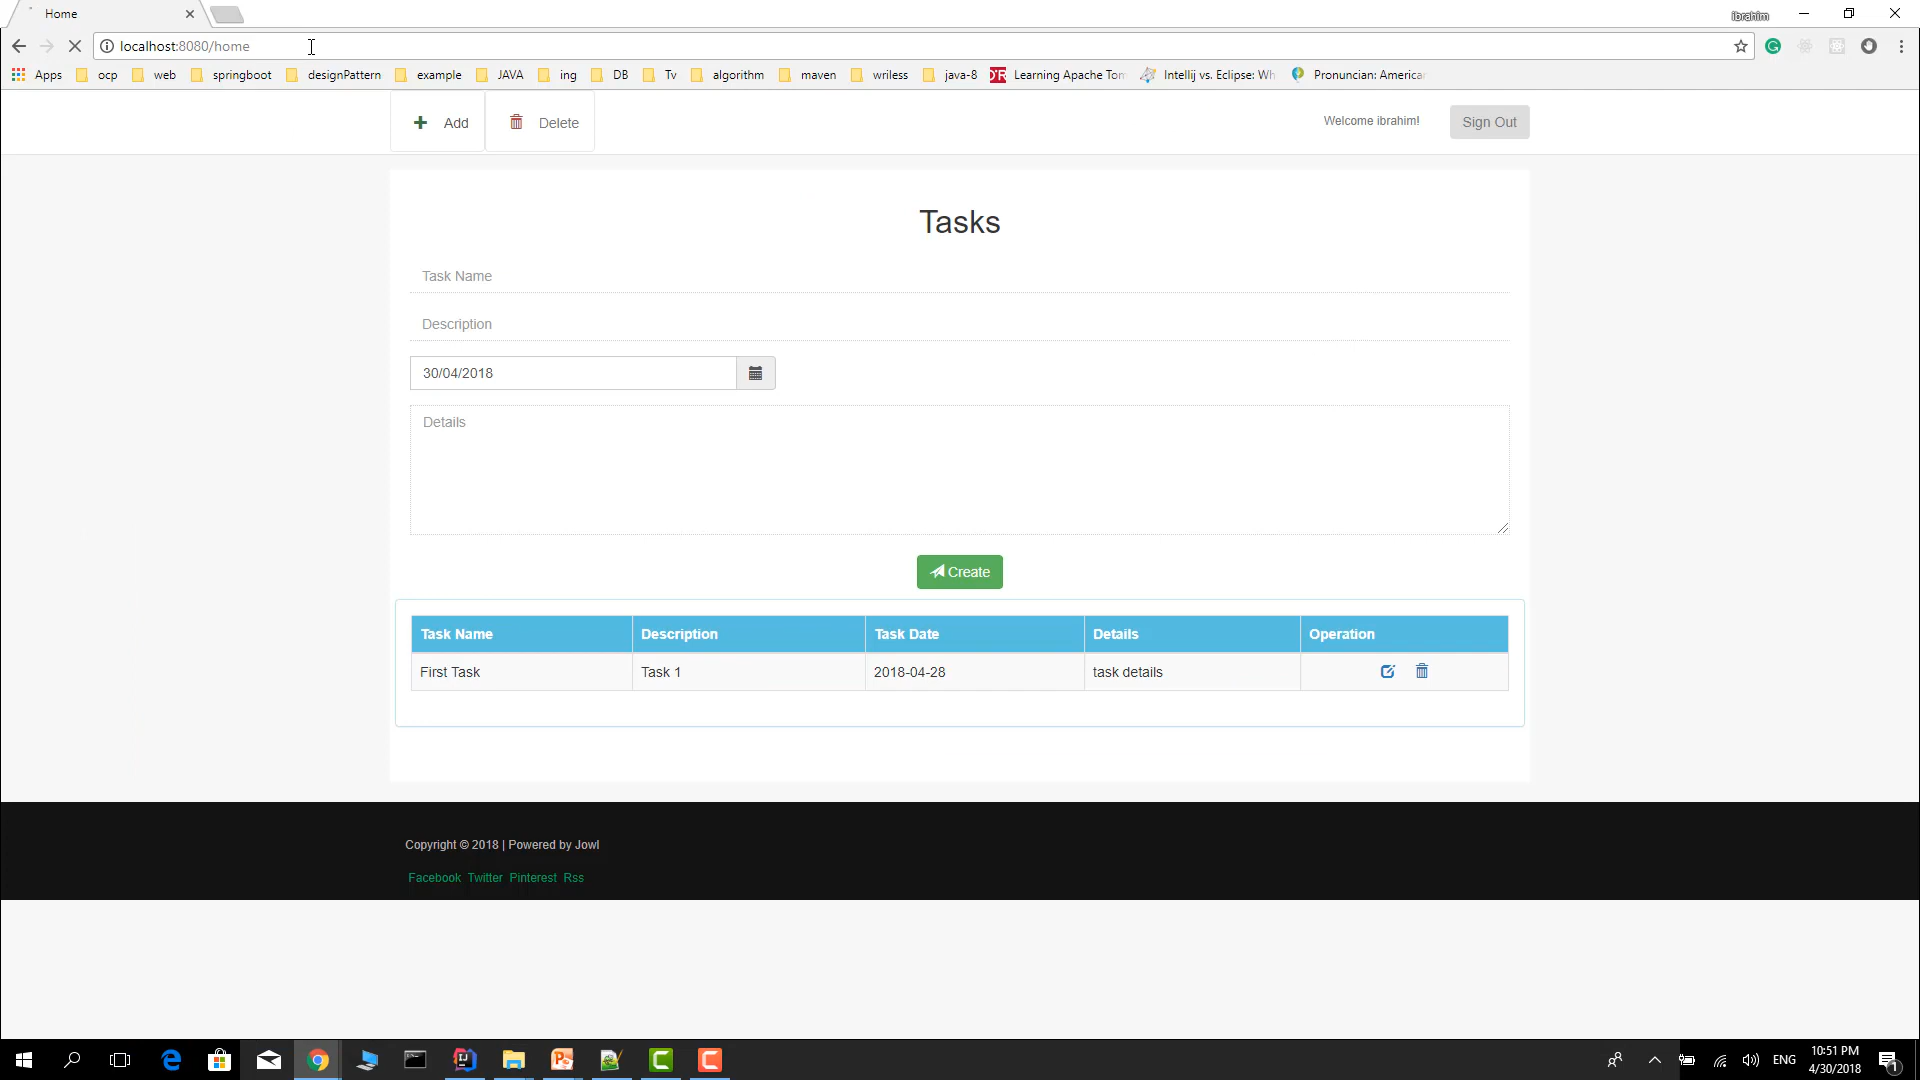 Home
ibrahim
localhost:8080/home
Apps ocp web springboot designPattern example JAVA ing DB Tv algorithm maven wriless java-8 Learning Apache Tom Intellij vs. Eclipse: Wh Pronuncian: America
Add Delete Welcome ibrahim! Sign Out
Tasks
Task Name
Description
30/04/2018
Details
Create
Task Name Description Task Date Details Operation
First Task Task 1 2018-04-28 task details
Copyright © 2018 | Powered by Jowl
Facebook Twitter Pinterest Rss
10:51 PM
ENG
4/30/2018
1